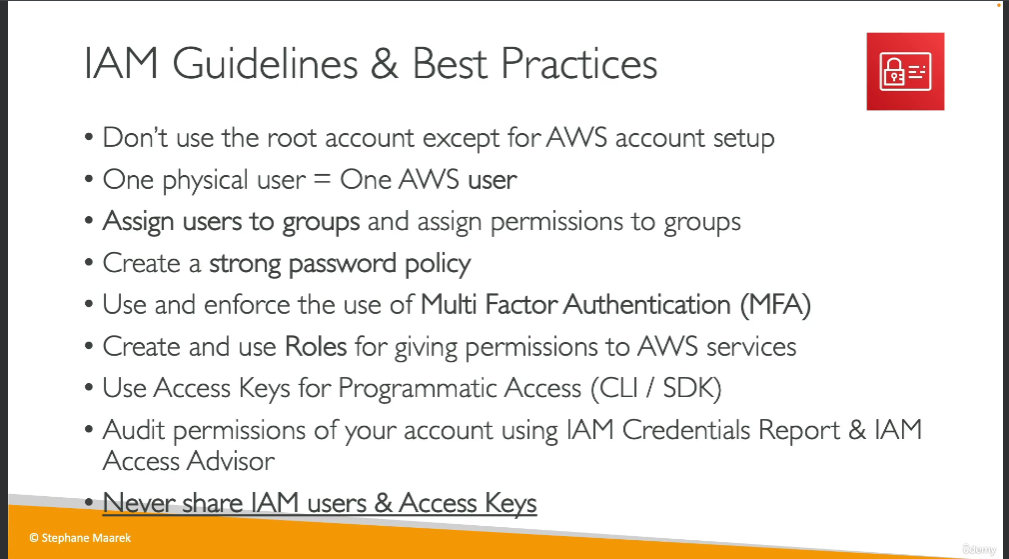 IAM Guidelines & Best Practices
• Don't use the root account except for AWS account setup
• One physical user = One AWS user
• Assign users to groups and assign permissions to groups
• Create a strong password policy
• Use and enforce the use of Multi Factor Authentication (MFA)
• Create and use Roles for giving permissions to AWS services
• Use Access Keys for Programmatic Access (CLI / SDK)
• Audit permissions of your account using IAM Credentials Report & IAM
Access Advisor
• Never share IAM users & Access Keys
© Stephane Maarek
ûdemy